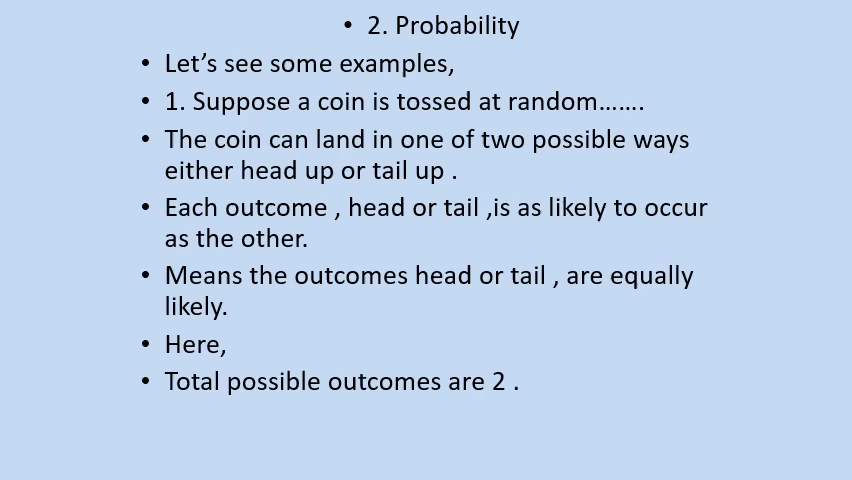 • 2. Probability
• Let’s see some examples,
• 1. Suppose a coin is tossed at random…….
• The coin can land in one of two possible ways
either head up or tail up .
• Each outcome , head or tail ,is as likely to occur
as the other.
• Means the outcomes head or tail , are equally
likely.
• Here,
• Total possible outcomes are 2 .